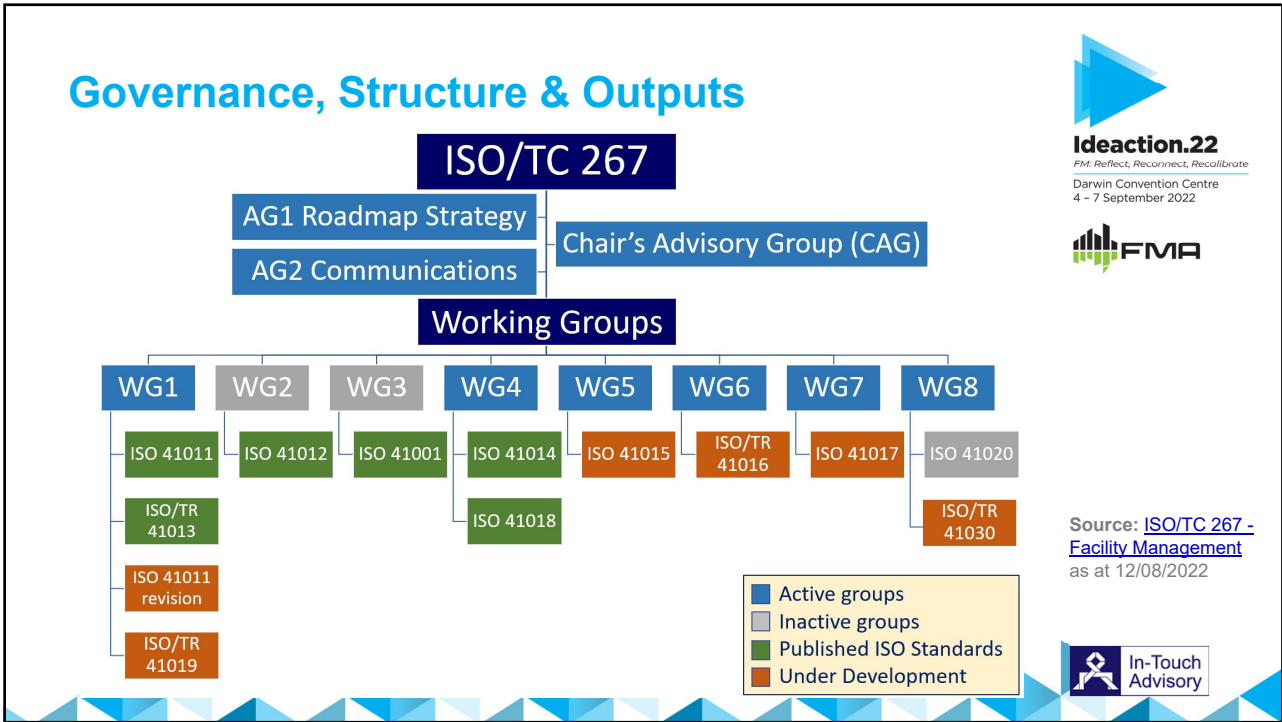 Governance, Structure & Outputs
ISO/TC 267
AG1 Roadmap Strategy
Chair's Advisory Group (CAG)
AG2 Communications
Working Groups
WG1
WG2
WG3
WG4
WG5
WG6
WG7
WG8
ISO 41011
ISO 41012
ISO 41001
ISO 41014
ISO 41015
ISO/TR
41016
ISO 41017
ISO 41020
ISO/TR
41013
ISO 41018
ISO/TR
41030
ISO 41011
revision
ISO/TR
41019
Active groups
Inactive groups
Published ISO Standards
Under Development
Ideaction.22
FM: Reflect, Reconnect, Recalibrate
Darwin Convention Centre
4 – 7 September 2022
FMA
Source: ISO/TC 267 -
Facility Management
as at 12/08/2022
In-Touch
Advisory